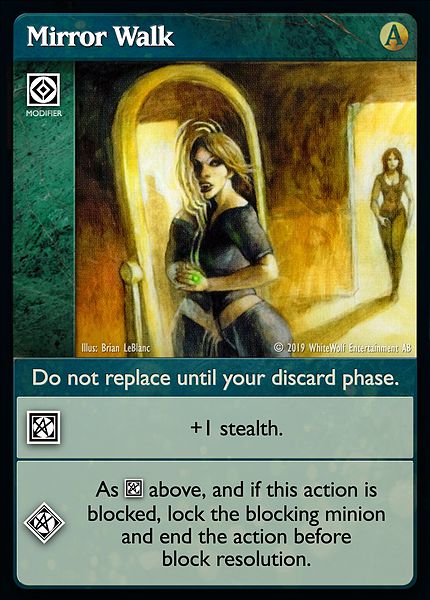 Mirror Walk
A
MODIFIER
Illus: Brian LeBlanc
© 2019 WhiteWolf Entertainment AB
Do not replace until your discard phase.
+1 stealth.
As above, and if this action is
blocked, lock the blocking minion
and end the action before
block resolution.